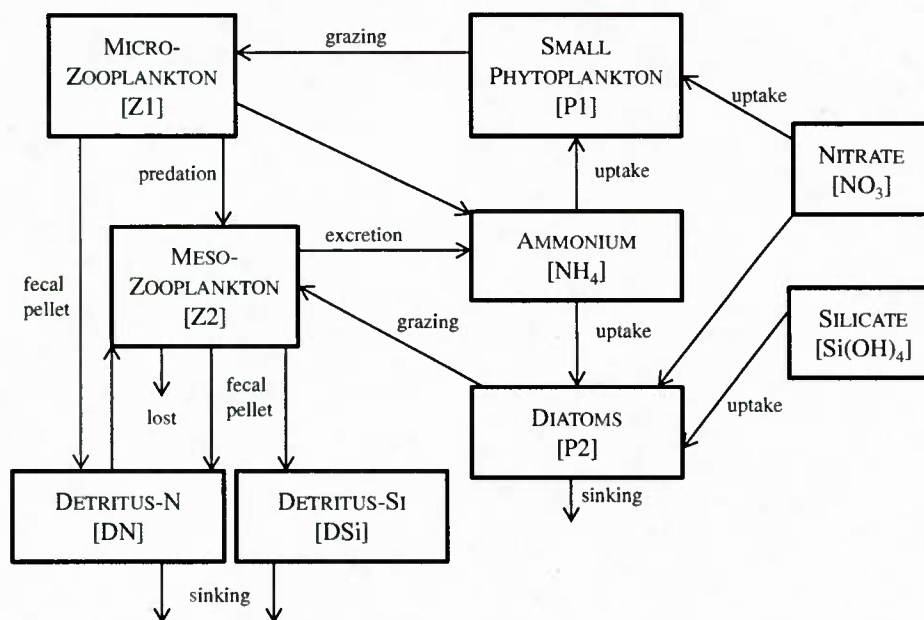 MICRO-
ZOOPLANKTON
[Z1]
grazing
SMALL
PHYTOPLANKTON
[P1]
uptake
NITRATE
[NO3]
predation
uptake
MESO-
ZOOPLANKTON
[Z2]
excretion
AMMONIUM
[NH4]
fecal
pellet
grazing
uptake
SILICATE
[Si(OH)4]
lost
fecal
pellet
DIATOMS
[P2]
uptake
DETRITUS-N
[DN]
DETRITUS-SI
[DSi]
sinking
sinking